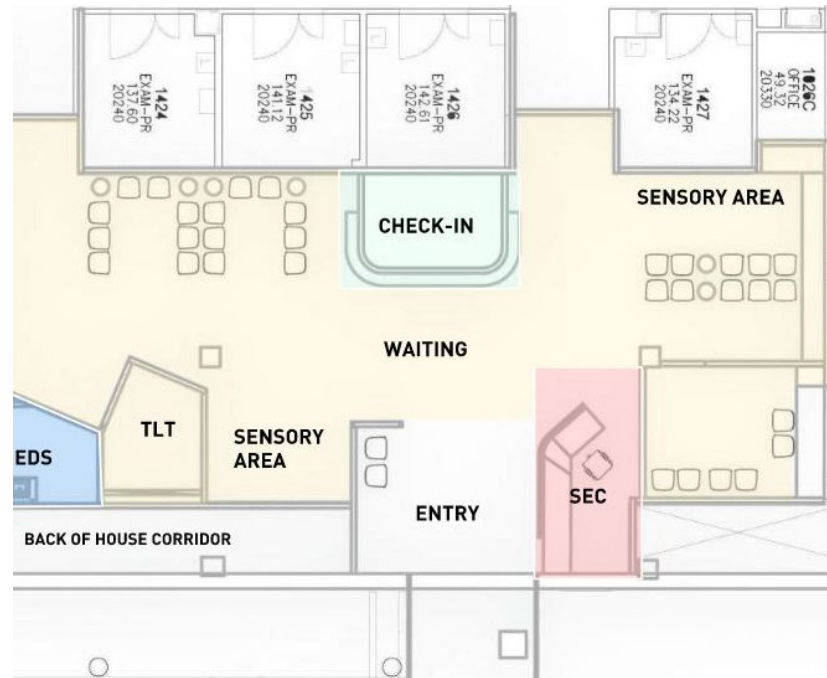 1424
EXAM-PR
137.60
20240
1425
EXAM-PR
141.12
20240
1426
EXAM-PR
142.61
20240
1427
EXAM-PR
134.22
20240
OFFICE
49.32
20330
SENSORY AREA
CHECK-IN
WAITING
TLT
SENSORY
AREA
EDS
SEC
ENTRY
BACK OF HOUSE CORRIDOR